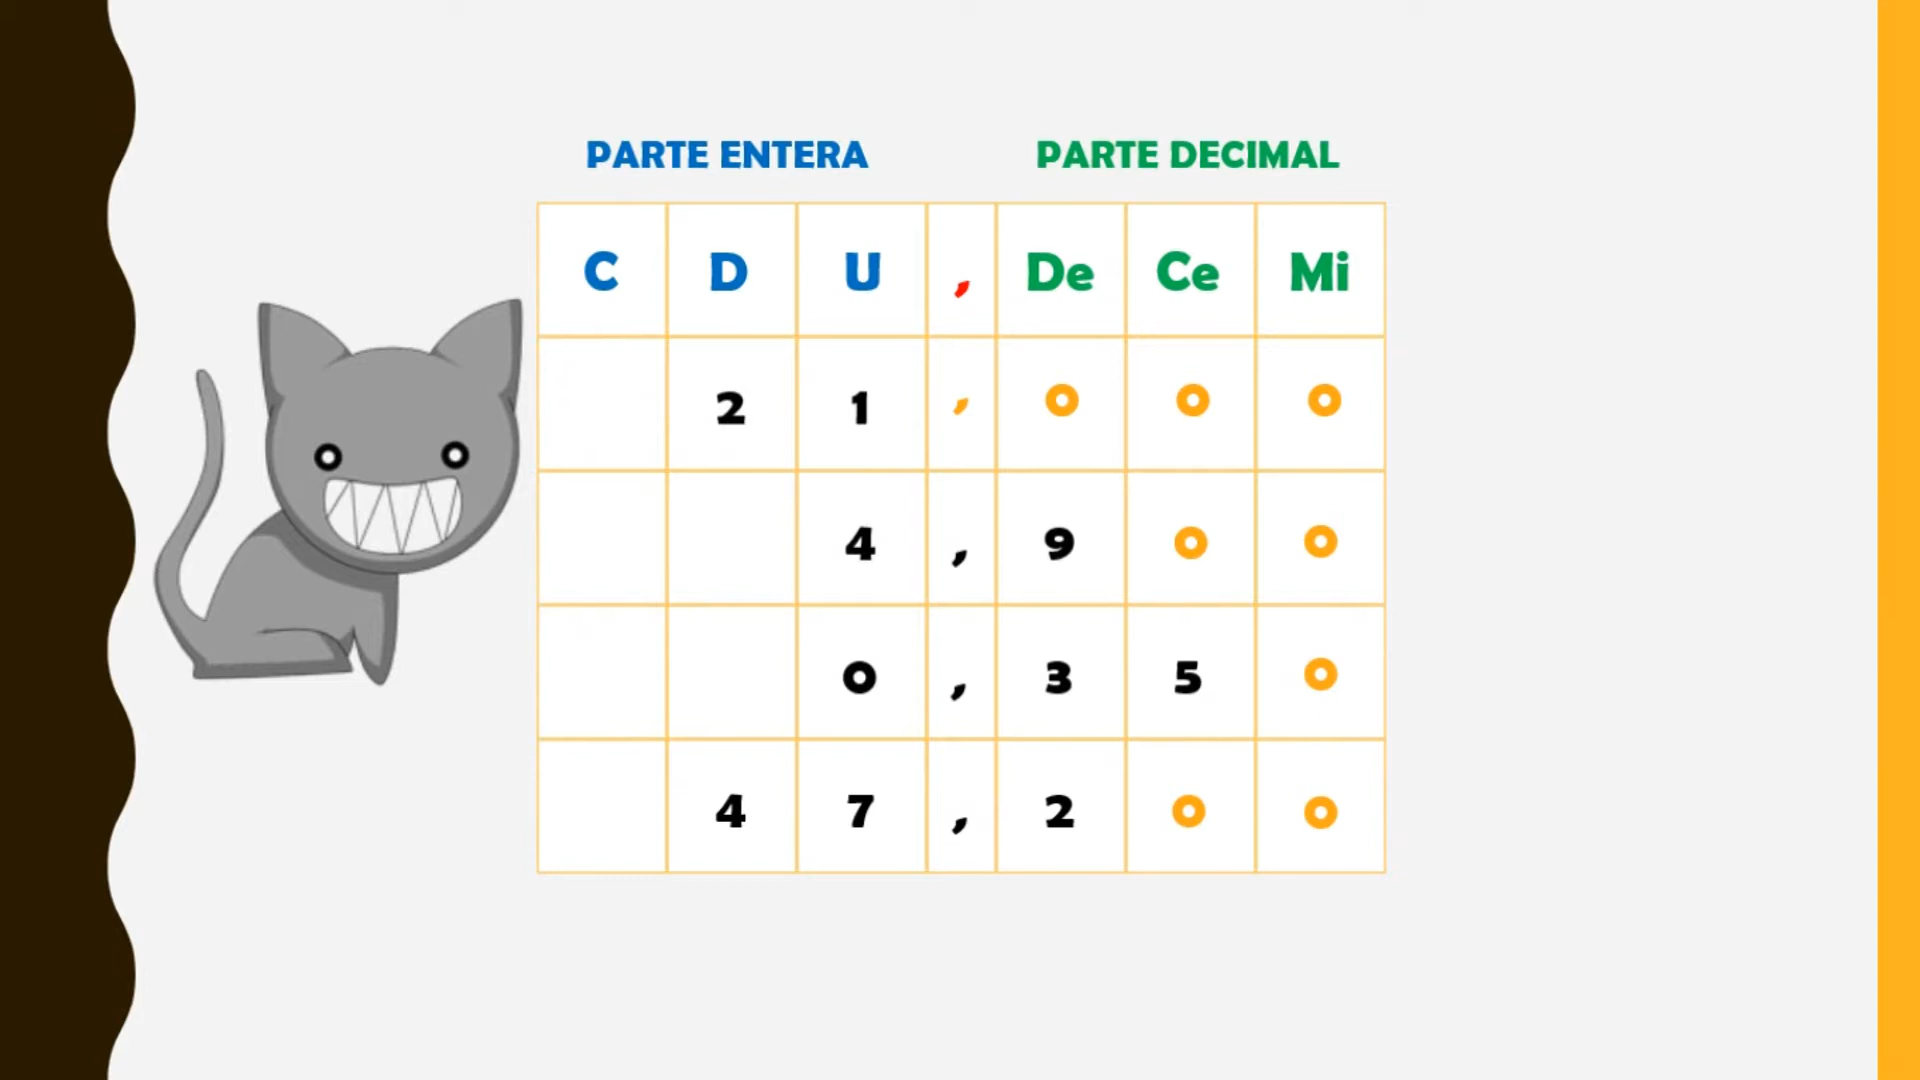 PARTE ENTERA PARTE DECIMAL
C D U , De Ce Mi
2 1 , 0 0 0
4 , 9 0 0
0 , 3 5 0
4 7 , 2 0 0